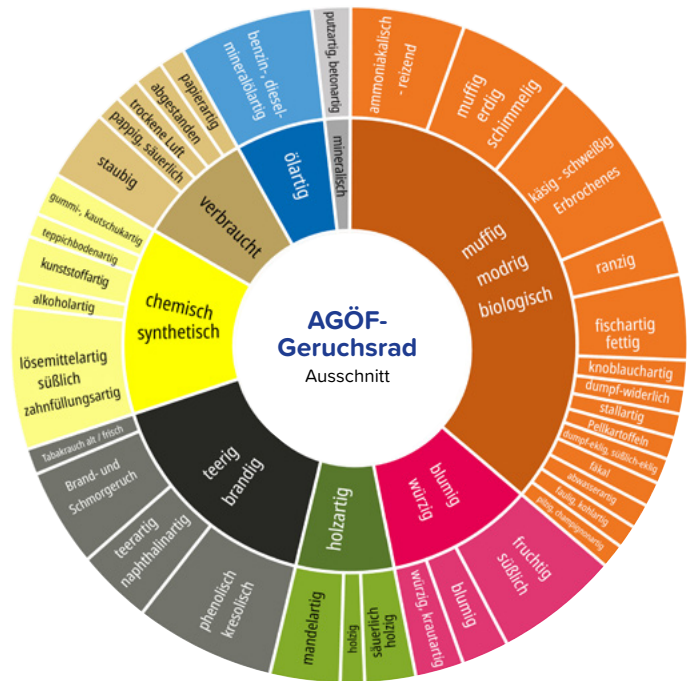 AGÖF-
Geruchsrad
Ausschnitt
muffig
modrig
biologisch
ammoniakalisch
- reizend
muffig
erdig
schimmelig
käsig - schweißig
Erbrochenes
ranzig
fischartig
fettig
knoblauchartig
dumpf-widerlich
stallartig
Pellkartoffeln
dumpf-eklig, süßlich-eklig
fäkal
abwasserartig
faulig, kohlartig
pilzig, champignonartig
blumig
würzig
fruchtig
süßlich
blumig
würzig, krautartig
holzartig
säuerlich
holzig
holzig
mandelartig
teerig
brandig
phenolisch
kresolisch
teerartig
naphthalinartig
Brand- und
Schmorgeruch
Tabakrauch alt / frisch
chemisch
synthetisch
lösemittelartig
süßlich
zahnfüllungsartig
alkoholartig
kunststoffartig
teppichbodenartig
gummi-, kautschukartig
verbraucht
staubig
pappig, säuerlich
trockene Luft
abgestanden
papierartig
ölartig
benzin-, diesel-
mineralölartig
mineralisch
putzartig, betonartig